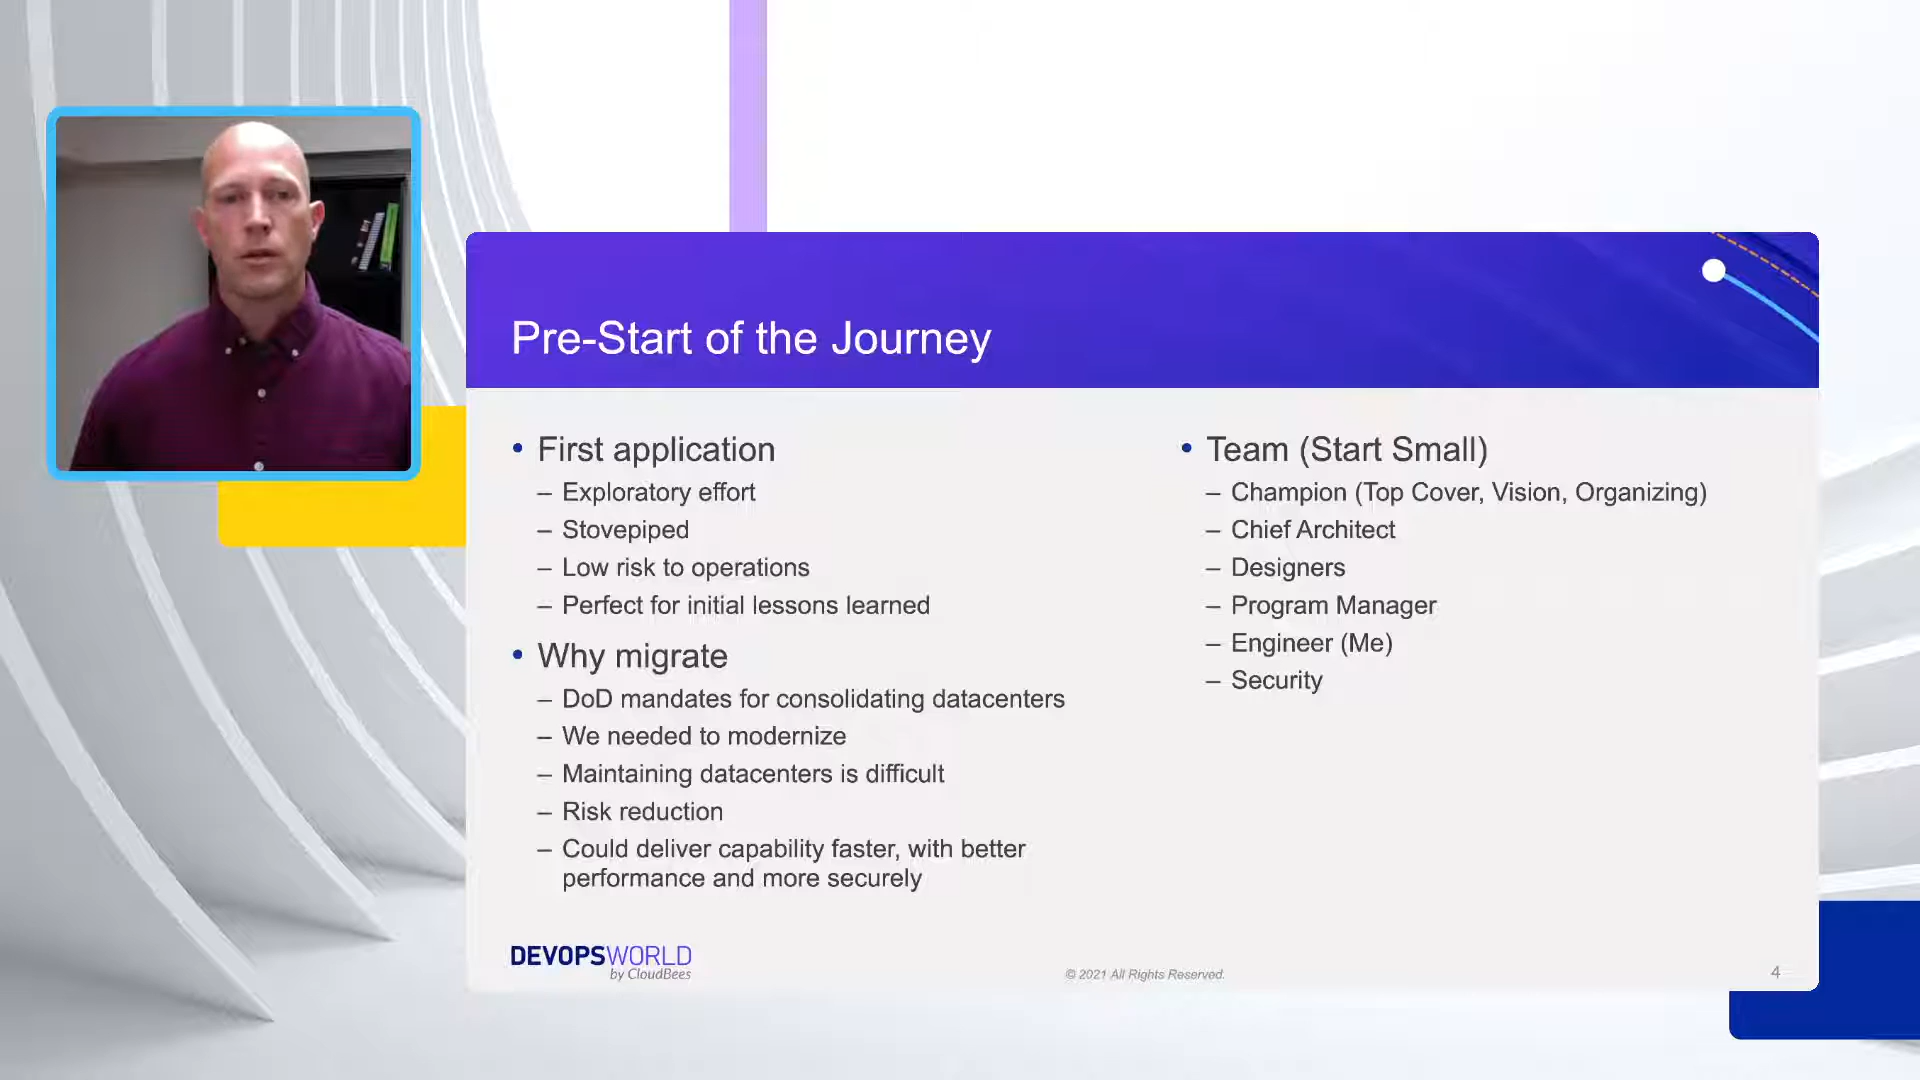 Pre-Start of the Journey
• First application
– Exploratory effort
– Stovepiped
– Low risk to operations
– Perfect for initial lessons learned
• Why migrate
– DoD mandates for consolidating datacenters
– We needed to modernize
– Maintaining datacenters is difficult
– Risk reduction
– Could deliver capability faster, with better
performance and more securely
• Team (Start Small)
– Champion (Top Cover, Vision, Organizing)
– Chief Architect
– Designers
– Program Manager
– Engineer (Me)
– Security
DEVOPSWORLD
by CloudBees
© 2021 All Rights Reserved.
4